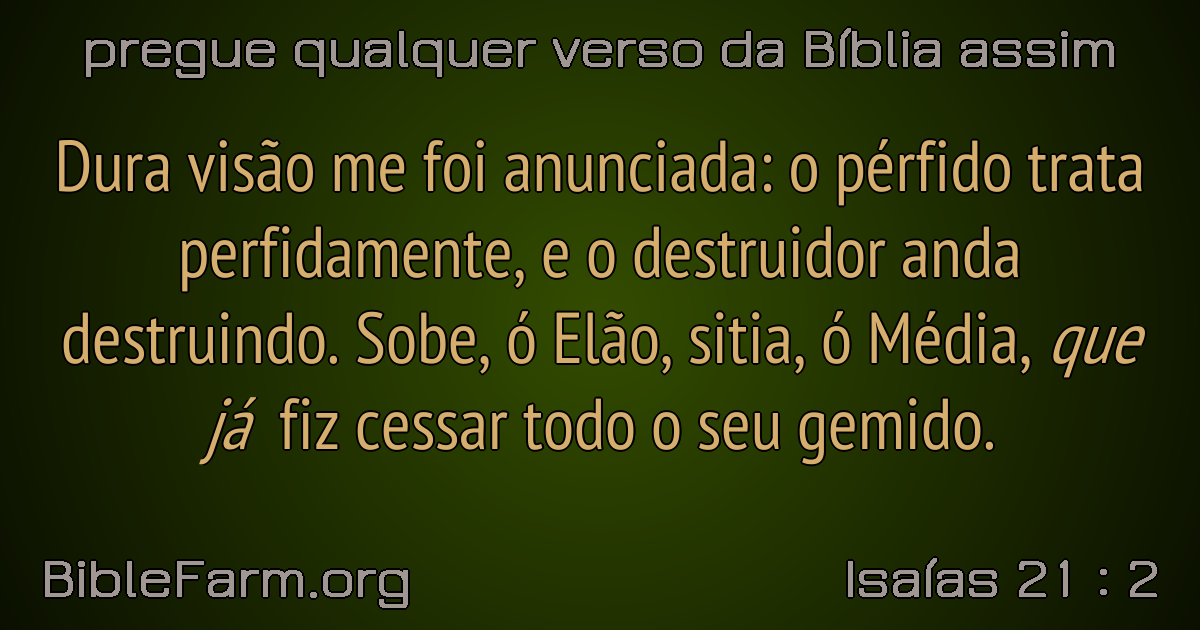 pregue qualquer verso da Bíblia assim
Dura visão me foi anunciada: o pérfido trata
perfidamente, e o destruidor anda
destruindo. Sobe, ó Elão, sitia, ó Média, que
já fiz cessar todo o seu gemido.
BibleFarm.org
Isaías 21 : 2